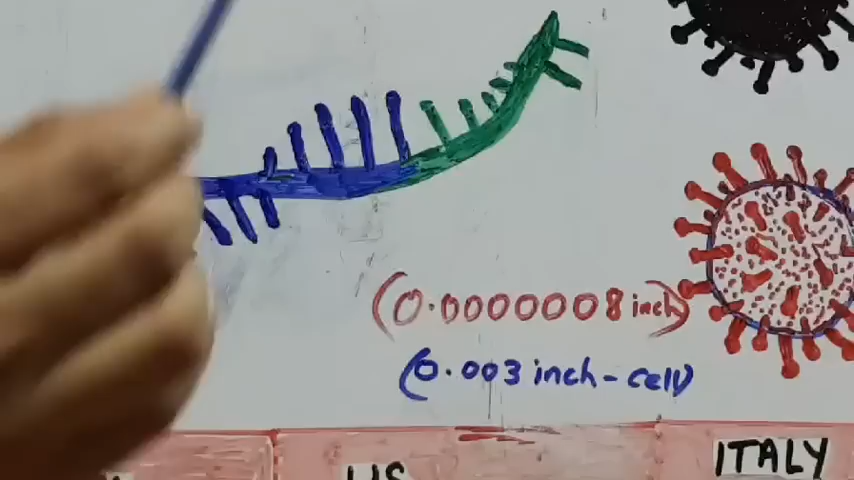 (0.0000008 inch)
(0.003 inch - cell)
US
ITALY